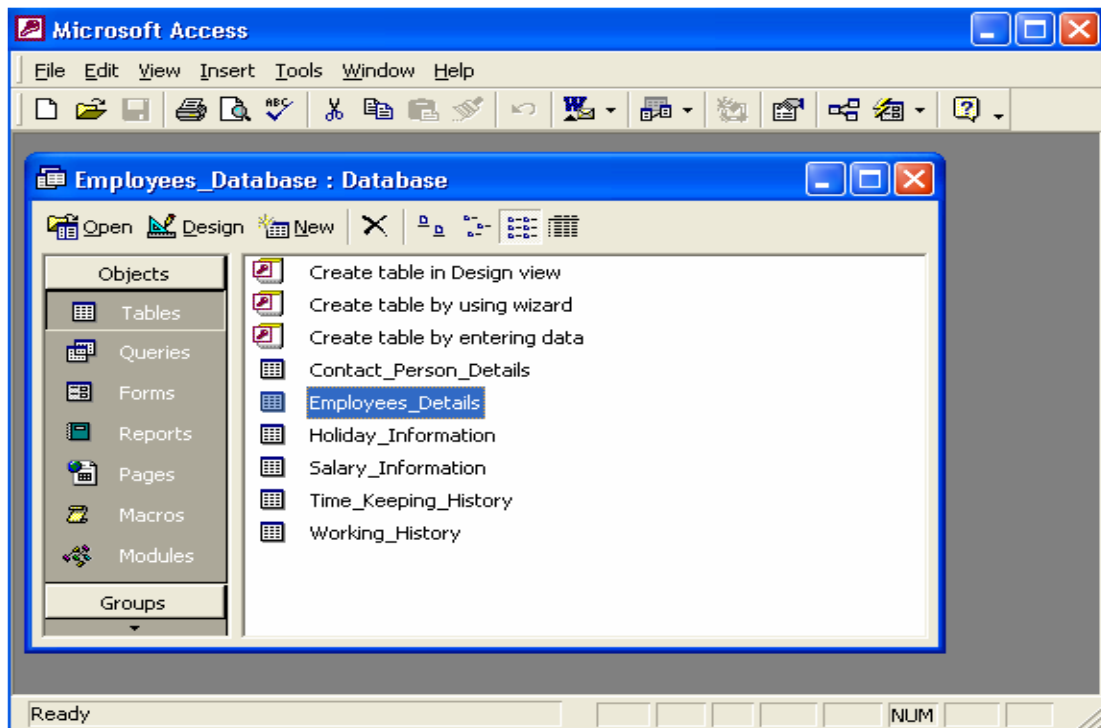 Microsoft Access
File Edit View Insert Tools Window Help
ABC W
Employees_Database : Database
Open Design New
Objects
Tables
Queries
Forms
Reports
Pages
Macros
Modules
Groups
Create table in Design view
Create table by using wizard
Create table by entering data
Contact_Person_Details
Employees_Details
Holiday_Information
Salary_Information
Time_Keeping_History
Working_History
Ready NUM